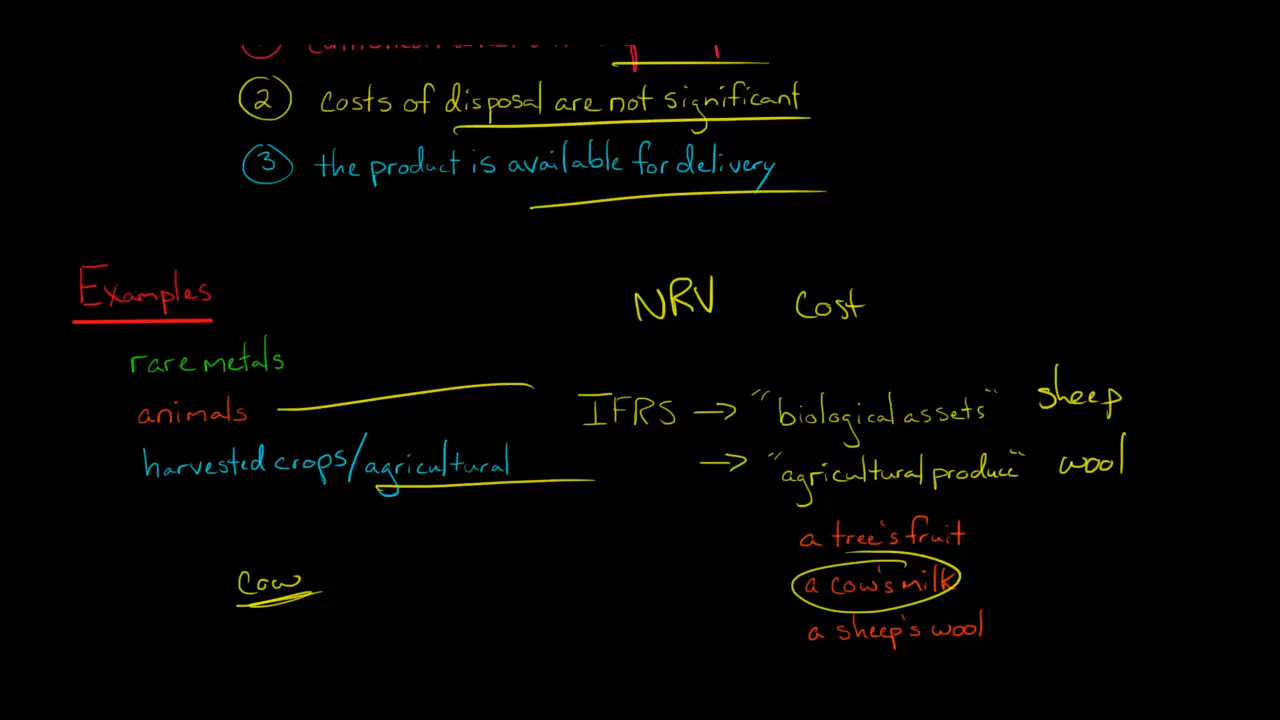 ①
② costs of disposal are not significant
③ the product is available for delivery
Examples
NRV cost
rare metals
animals
IFRS → "biological assets" sheep
harvested crops/agricultural
→ "agricultural produce" wool
a tree's fruit
cow
a cow's milk
a sheep's wool